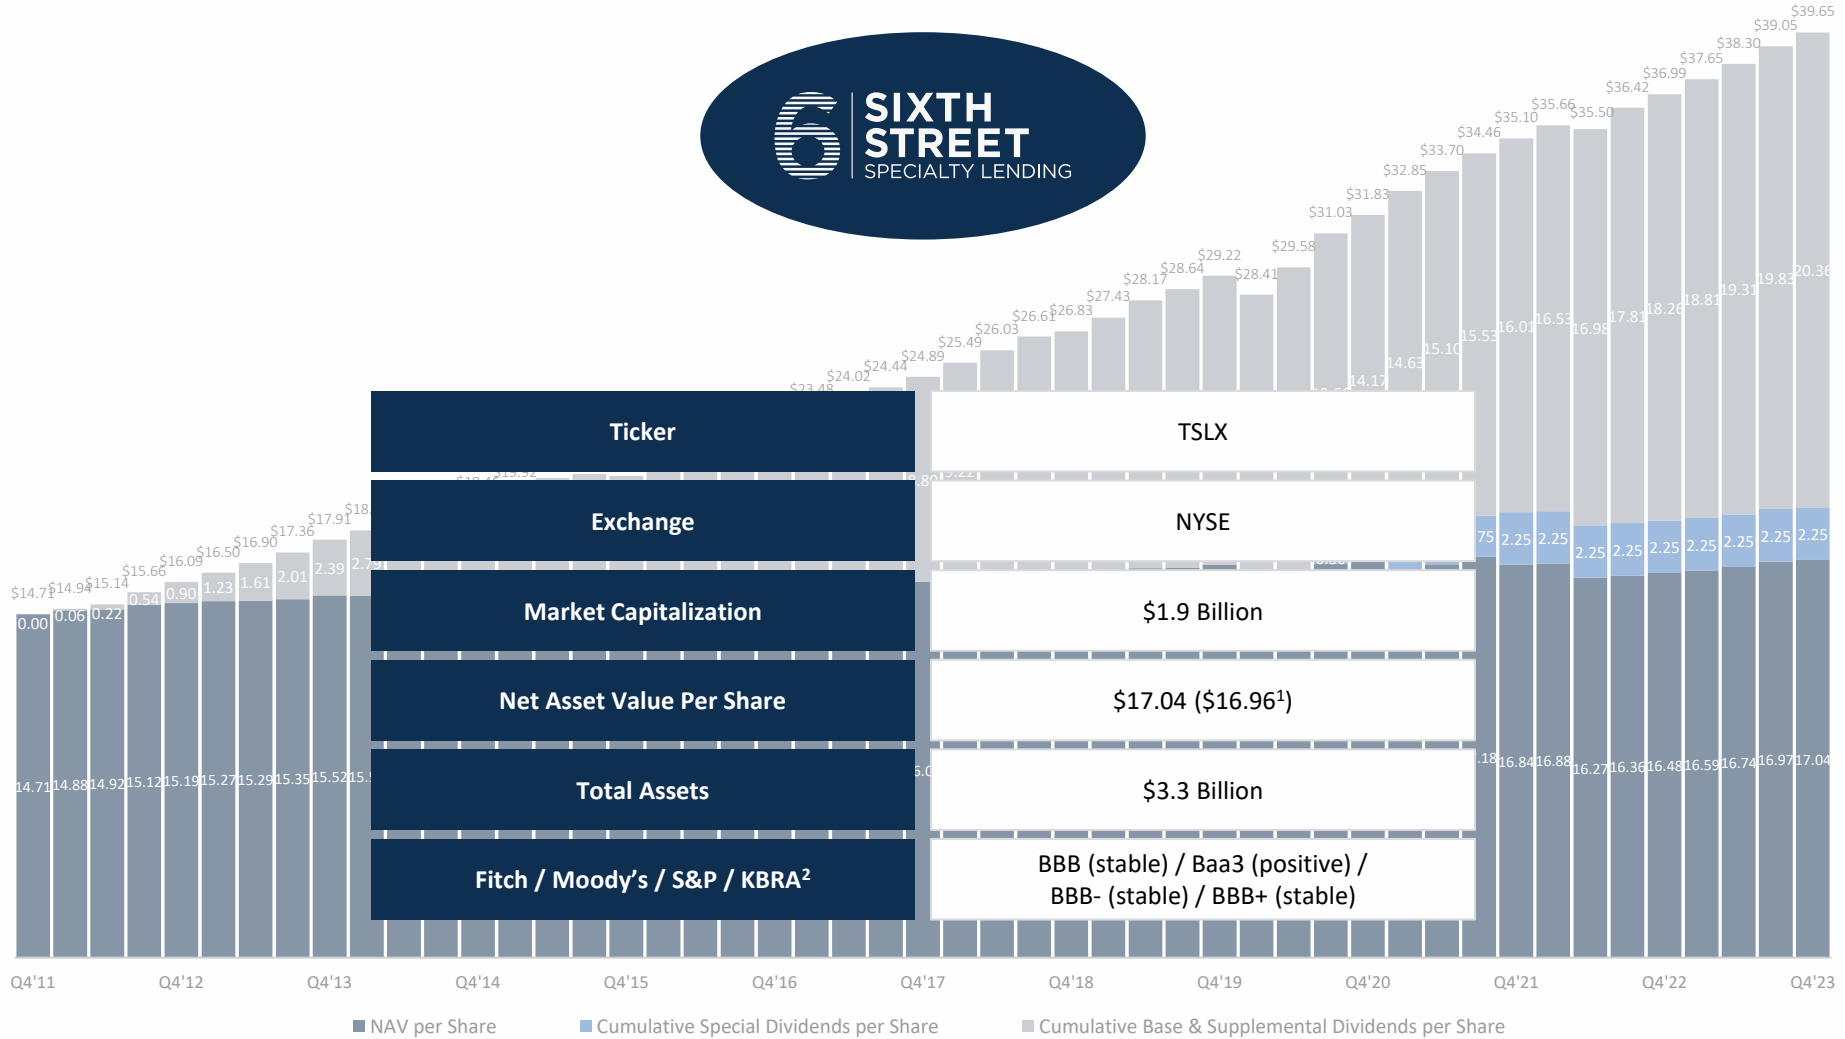 $39.65
$39.05
$38.30
$37.65
$36.99
$36.42
$35.50
$35.66
$35.10
$34.46
$33.70
$32.85
$31.83
$31.03
$29.58
$28.41
$29.22
$28.64
$28.17
$27.43
$26.83
$26.61
$26.03
$25.49
$24.89
$24.44
$24.02
$23.48
6 SIXTH
STREET
SPECIALTY LENDING
20.36
19.83
19.31
18.81
18.26
17.81
16.98
16.53
16.01
15.53
15.10
14.63
14.17
Ticker TSLX
Exchange NYSE
Market Capitalization $1.9 Billion
Net Asset Value Per Share $17.04 ($16.96¹)
Total Assets $3.3 Billion
Fitch / Moody’s / S&P / KBRA² BBB (stable) / Baa3 (positive) /
BBB- (stable) / BBB+ (stable)
$14.71 $14.94 $15.14 $15.66 $16.09 $16.50 $16.90 $17.36 $17.91
0.00 0.06 0.22 0.54 0.90 1.23 1.61 2.01 2.39
2.25 2.25 2.25 2.25 2.25 2.25 2.25 2.25 2.25
14.71 14.88 14.92 15.12 15.19 15.27 15.29 15.35 15.52
16.84 16.88 16.27 16.36 16.48 16.59 16.74 16.97 17.04
Q4'11 Q4'12 Q4'13 Q4'14 Q4'15 Q4'16 Q4'17 Q4'18 Q4'19 Q4'20 Q4'21 Q4'22 Q4'23
NAV per Share Cumulative Special Dividends per Share Cumulative Base & Supplemental Dividends per Share